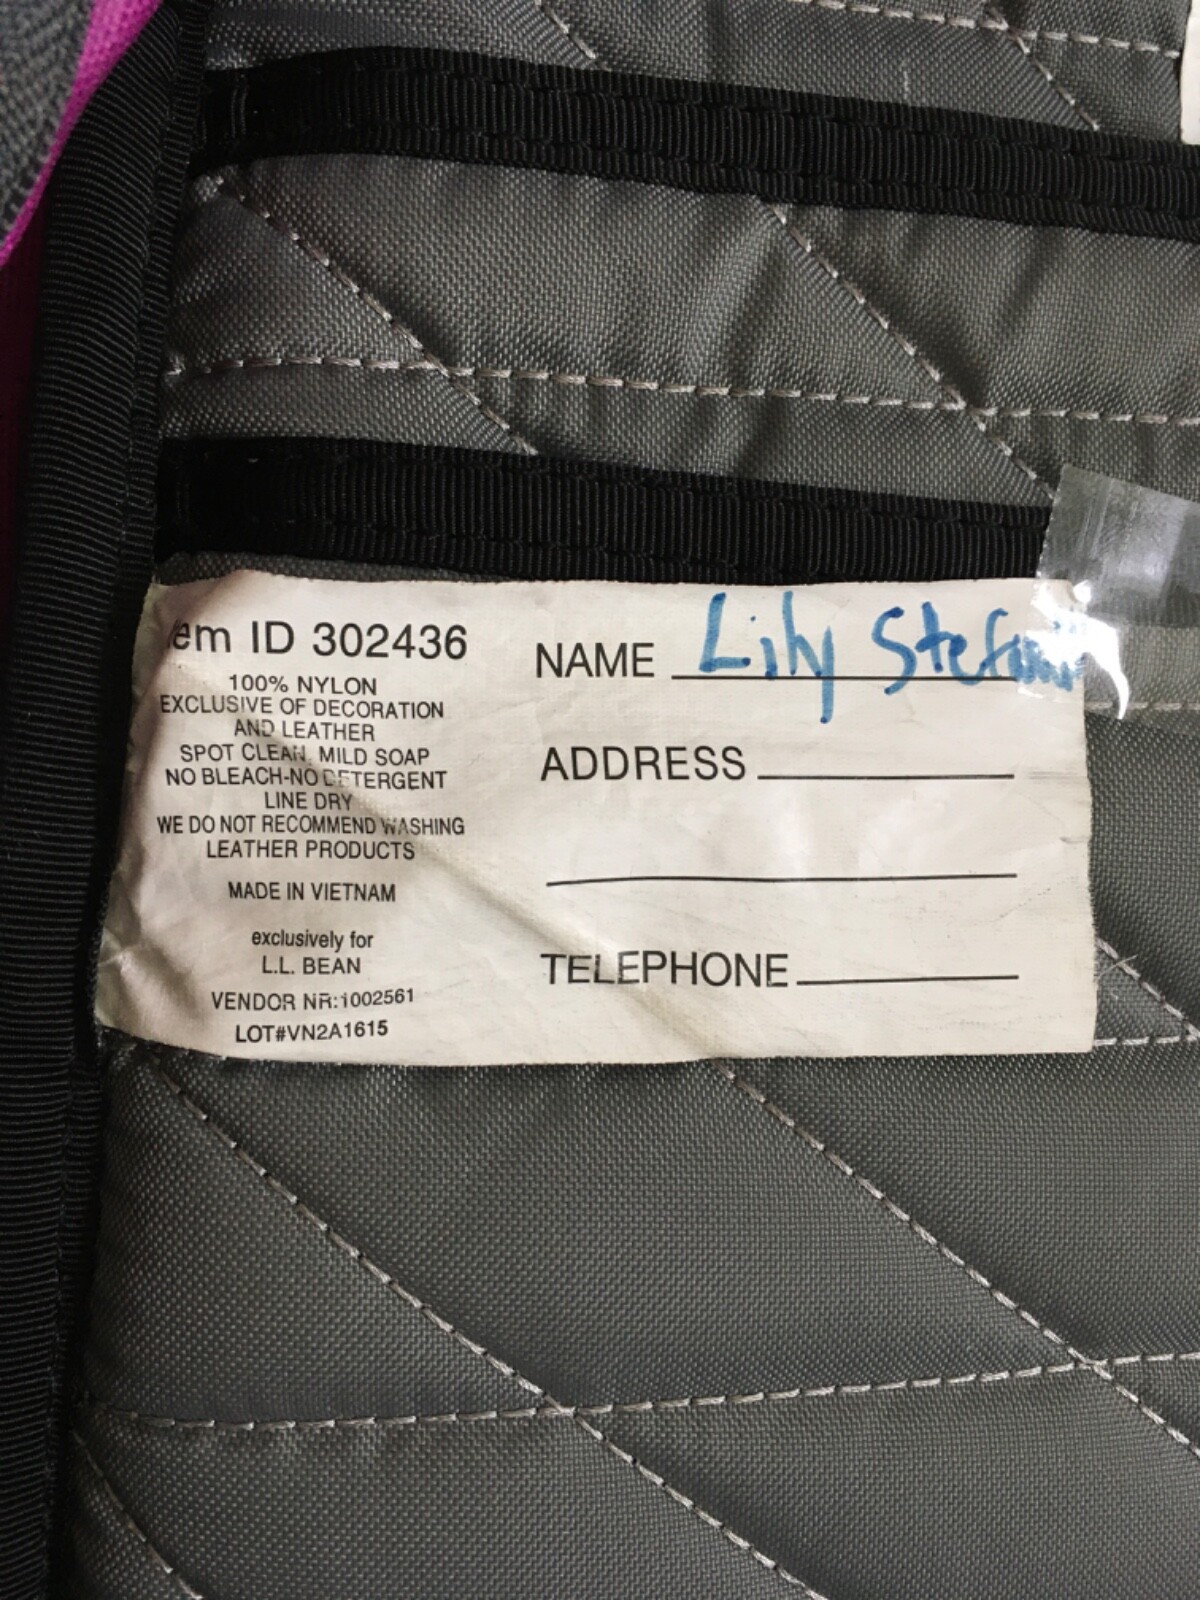 em ID 302436
100% NYLON
EXCLUSIVE OF DECORATION
AND LEATHER
SPOT CLEAN. MILD SOAP
NO BLEACH-NO DETERGENT
LINE DRY
WE DO NOT RECOMMEND WASHING
LEATHER PRODUCTS
MADE IN VIETNAM
exclusively for
L.L. BEAN
VENDOR NR:1002561
LOT#VN2A1615
NAME Lily
ADDRESS
TELEPHONE